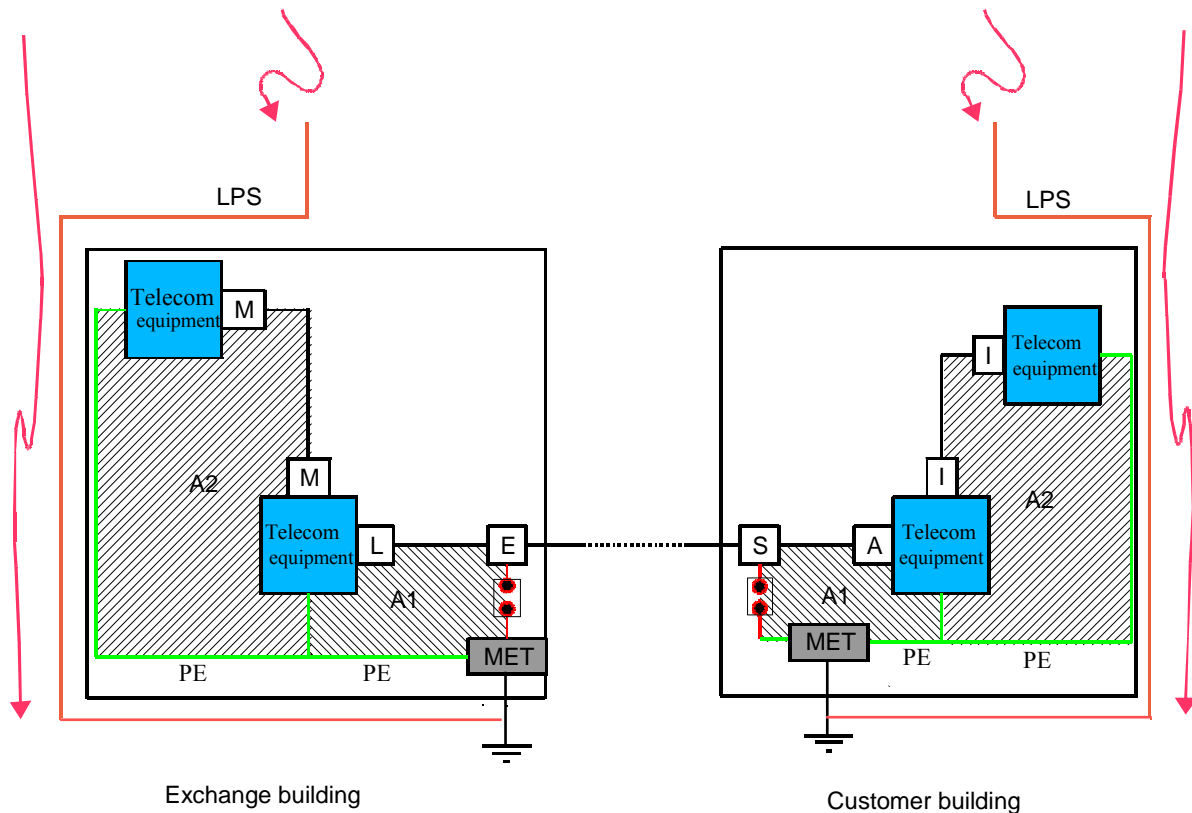 LPS
LPS
Telecom
equipment
M
M
A2
Telecom
equipment
L
E
A1
MET
PE
PE
I
Telecom
equipment
I
A2
S
A
Telecom
equipment
A1
MET
PE
PE
Exchange building
Customer building